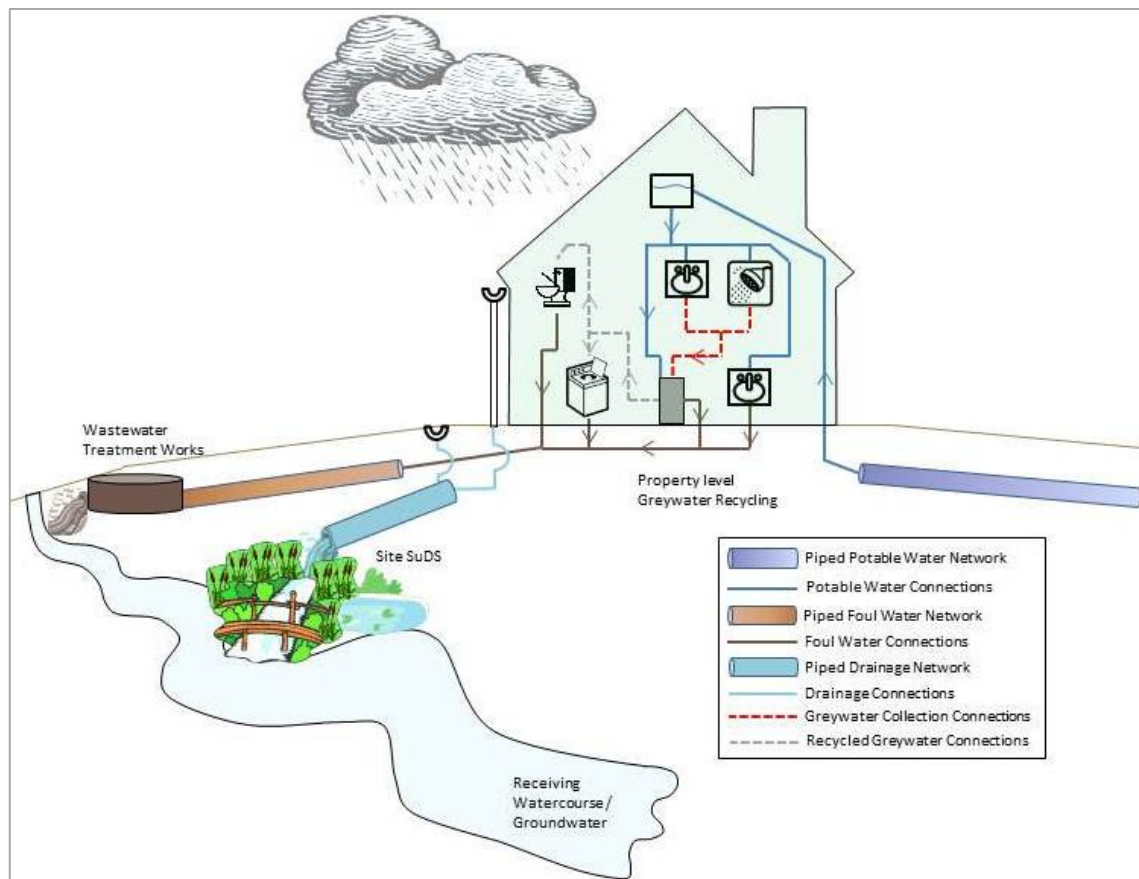 Wastewater
Treatment Works
Property level
Greywater Recycling
Site SuDS
Piped Potable Water Network
Potable Water Connections
Piped Foul Water Network
Foul Water Connections
Piped Drainage Network
Drainage Connections
Greywater Collection Connections
Recycled Greywater Connections
Receiving
Watercourse/
Groundwater